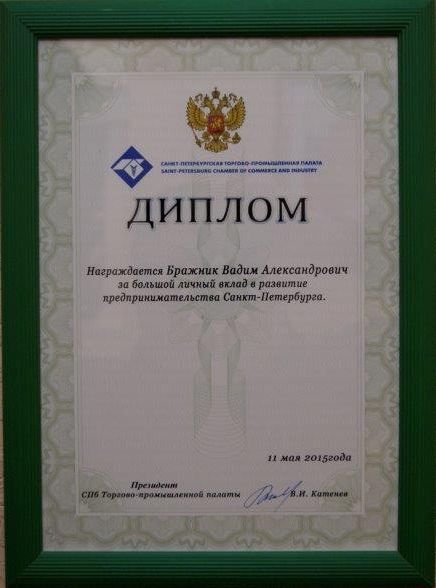 САНКТ-ПЕТЕРБУРГСКАЯ ТОРГОВО-ПРОМЫШЛЕННАЯ ПАЛАТА
SAINT-PETERSBURG CHAMBER OF COMMERCE AND INDUSTRY
ДИПЛОМ
Награждается Бражник Вадим Александрович
за большой личный вклад в развитие
предпринимательства Санкт-Петербурга.
11 мая 2015года
Президент
СПб Торгово-промышленной палаты В.И. Катенев